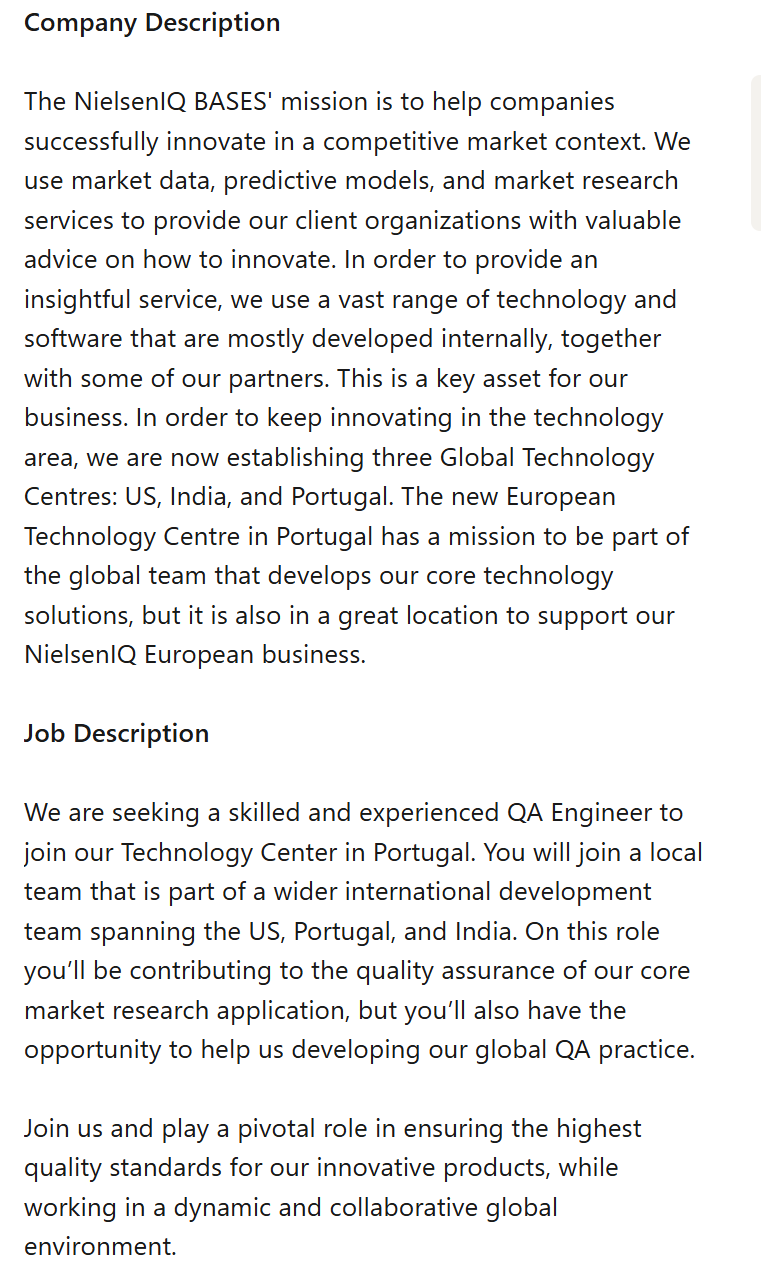 Company Description
The NielsenIQ BASES' mission is to help companies
successfully innovate in a competitive market context. We
use market data, predictive models, and market research
services to provide our client organizations with valuable
advice on how to innovate. In order to provide an
insightful service, we use a vast range of technology and
software that are mostly developed internally, together
with some of our partners. This is a key asset for our
business. In order to keep innovating in the technology
area, we are now establishing three Global Technology
Centres: US, India, and Portugal. The new European
Technology Centre in Portugal has a mission to be part of
the global team that develops our core technology
solutions, but it is also in a great location to support our
NielsenIQ European business.
Job Description
We are seeking a skilled and experienced QA Engineer to
join our Technology Center in Portugal. You will join a local
team that is part of a wider international development
team spanning the US, Portugal, and India. On this role
you’ll be contributing to the quality assurance of our core
market research application, but you’ll also have the
opportunity to help us developing our global QA practice.
Join us and play a pivotal role in ensuring the highest
quality standards for our innovative products, while
working in a dynamic and collaborative global
environment.